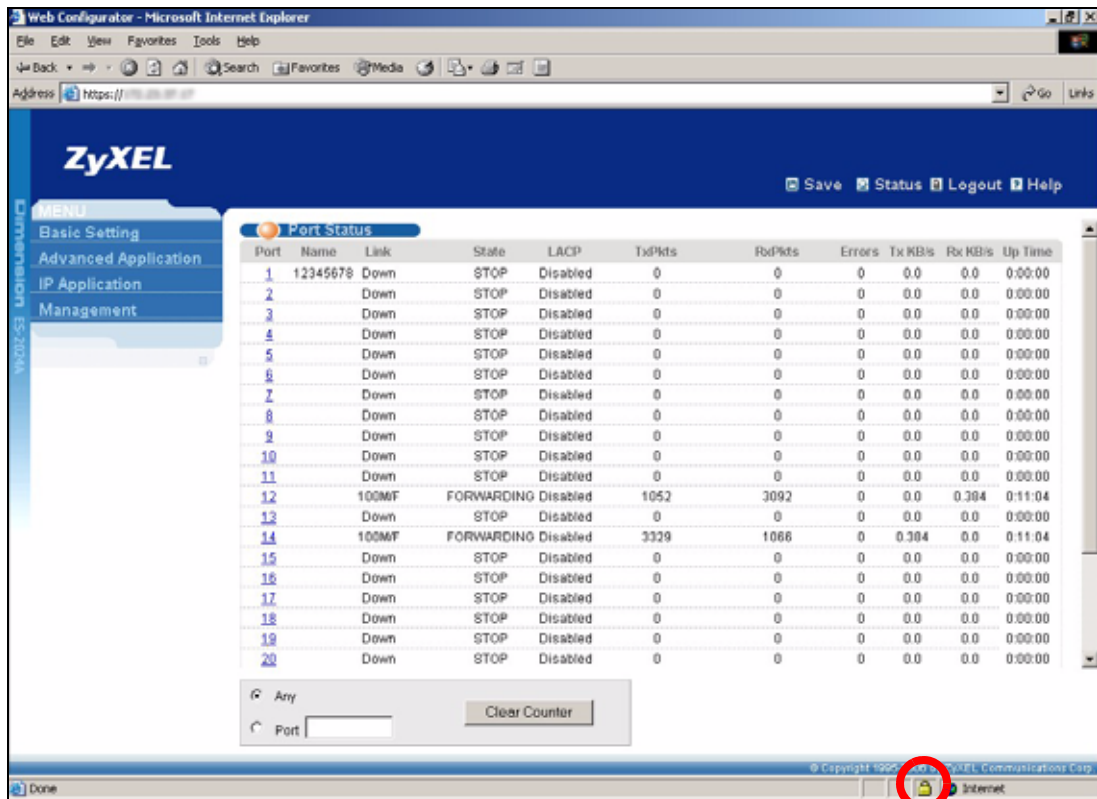 Web Configurator - Microsoft Internet Explorer
File Edit View Favorites Tools Help
Back Search Favorites Media
Address https:// Go Links
ZyXEL
Save Status Logout Help
Dimension ES-2024A
MENU
Basic Setting
Advanced Application
IP Application
Management
Port Status
Port Name Link State LACP TxPkts RxPkts Errors Tx KB/s Rx KB/s Up Time
1 12345678 Down STOP Disabled 0 0 0 0.0 0.0 0:00:00
2 Down STOP Disabled 0 0 0 0.0 0.0 0:00:00
3 Down STOP Disabled 0 0 0 0.0 0.0 0:00:00
4 Down STOP Disabled 0 0 0 0.0 0.0 0:00:00
5 Down STOP Disabled 0 0 0 0.0 0.0 0:00:00
6 Down STOP Disabled 0 0 0 0.0 0.0 0:00:00
7 Down STOP Disabled 0 0 0 0.0 0.0 0:00:00
8 Down STOP Disabled 0 0 0 0.0 0.0 0:00:00
9 Down STOP Disabled 0 0 0 0.0 0.0 0:00:00
10 Down STOP Disabled 0 0 0 0.0 0.0 0:00:00
11 Down STOP Disabled 0 0 0 0.0 0.0 0:00:00
12 100M/F FORWARDING Disabled 1052 3092 0 0.0 0.384 0:11:04
13 Down STOP Disabled 0 0 0 0.0 0.0 0:00:00
14 100M/F FORWARDING Disabled 3329 1066 0 0.384 0.0 0:11:04
15 Down STOP Disabled 0 0 0 0.0 0.0 0:00:00
16 Down STOP Disabled 0 0 0 0.0 0.0 0:00:00
17 Down STOP Disabled 0 0 0 0.0 0.0 0:00:00
18 Down STOP Disabled 0 0 0 0.0 0.0 0:00:00
19 Down STOP Disabled 0 0 0 0.0 0.0 0:00:00
20 Down STOP Disabled 0 0 0 0.0 0.0 0:00:00
Any
Port
Clear Counter
© Copyright ZyXEL Communications Corp.
Done Internet